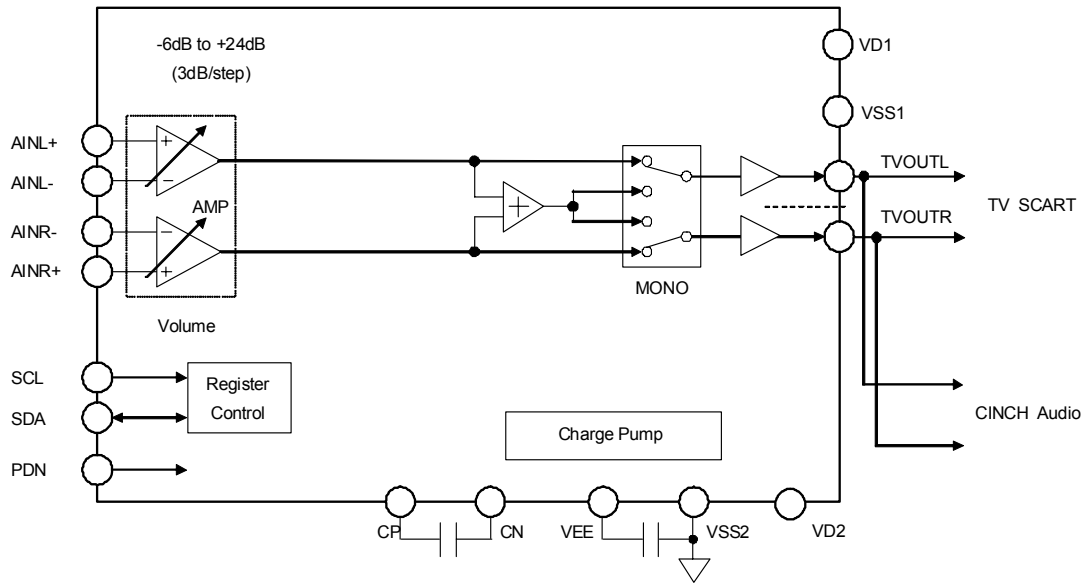 -6dB to +24dB
(3dB/step)
VD1
VSS1
AINL+
AINL-
AINR-
AINR+
+
−
AMP
−
+
Volume
+
MONO
TVOUTL
TVOUTR
TV SCART
SCL
SDA
PDN
Register
Control
Charge Pump
CINCH Audio
CP
CN
VEE
VSS2
VD2